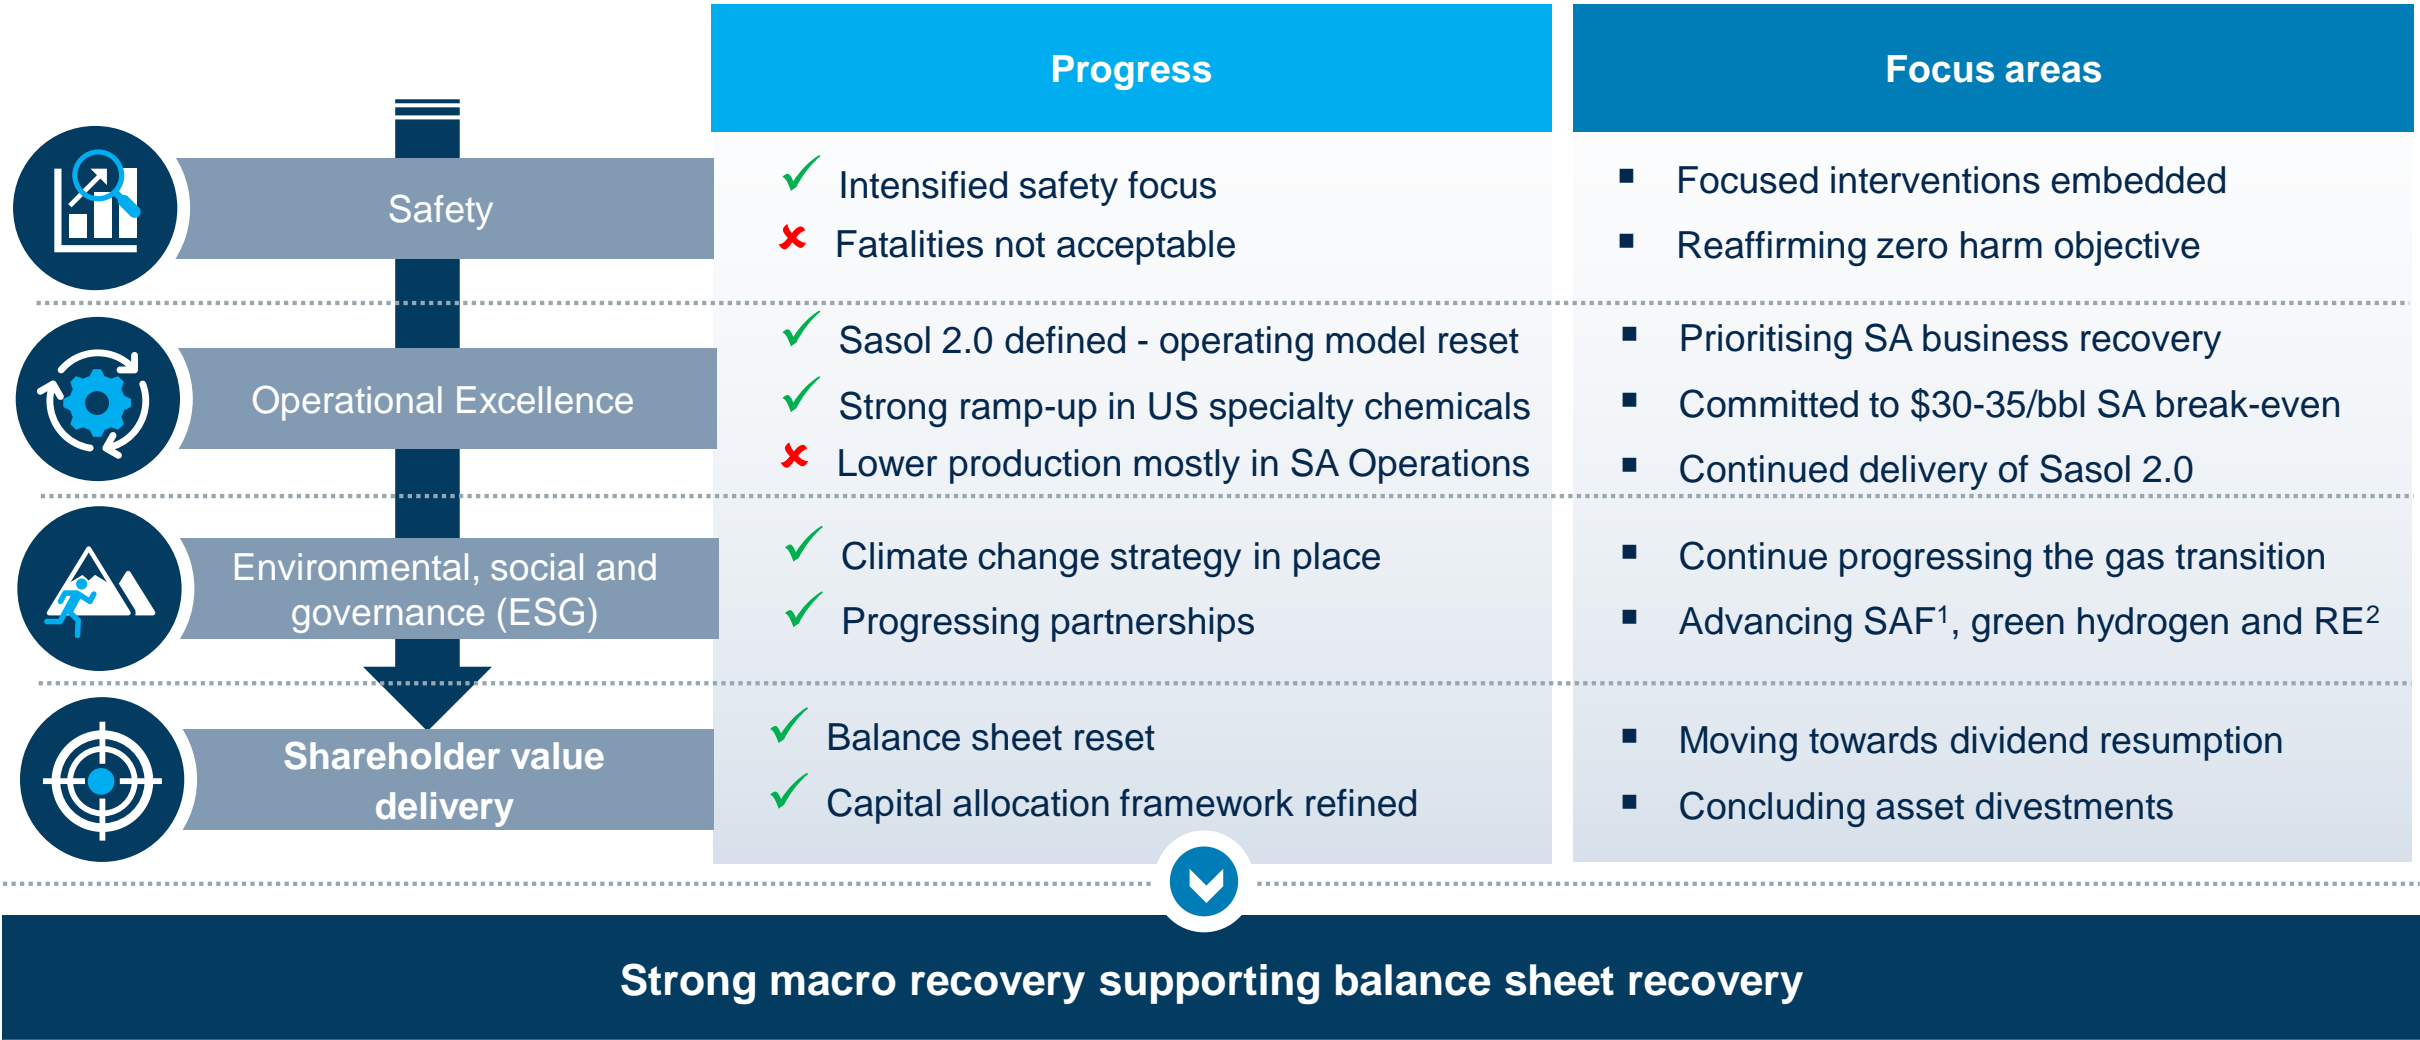 Progress
Focus areas
Safety
Intensified safety focus
Fatalities not acceptable
Focused interventions embedded
Reaffirming zero harm objective
Operational Excellence
Sasol 2.0 defined - operating model reset
Strong ramp-up in US specialty chemicals
Lower production mostly in SA Operations
Prioritising SA business recovery
Committed to $30-35/bbl SA break-even
Continued delivery of Sasol 2.0
Environmental, social and
governance (ESG)
Climate change strategy in place
Progressing partnerships
Continue progressing the gas transition
Advancing SAF¹, green hydrogen and RE²
Shareholder value
delivery
Balance sheet reset
Capital allocation framework refined
Moving towards dividend resumption
Concluding asset divestments
Strong macro recovery supporting balance sheet recovery